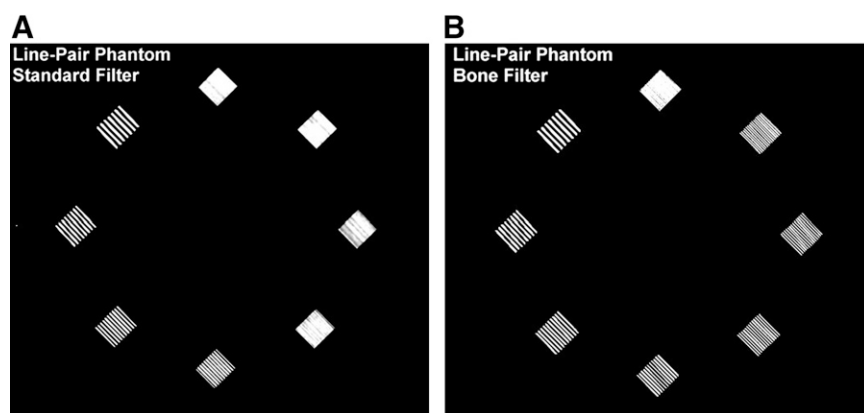 A
Line-Pair Phantom
Standard Filter
B
Line-Pair Phantom
Bone Filter